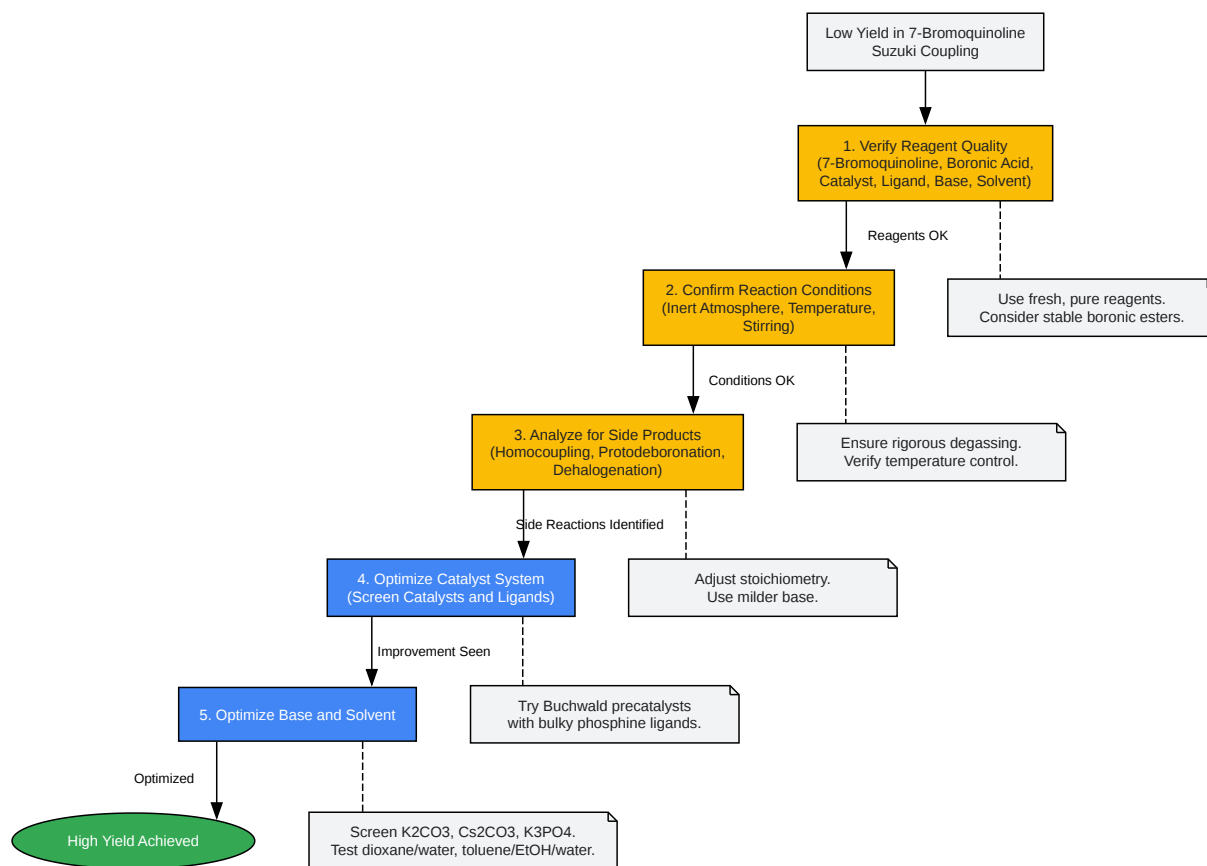 Low Yield in 7-Bromoquinoline
Suzuki Coupling
1. Verify Reagent Quality
(7-Bromoquinoline, Boronic Acid,
Catalyst, Ligand, Base, Solvent)
Reagents OK
2. Confirm Reaction Conditions
(Inert Atmosphere, Temperature,
Stirring)
Use fresh, pure reagents.
Consider stable boronic esters.
Conditions OK
3. Analyze for Side Products
(Homocoupling, Protodeboronation,
Dehalogenation)
Ensure rigorous degassing.
Verify temperature control.
Side Reactions Identified
4. Optimize Catalyst System
(Screen Catalysts and Ligands)
Adjust stoichiometry.
Use milder base.
Improvement Seen
5. Optimize Base and Solvent
Try Buchwald precatalysts
with bulky phosphine ligands.
Optimized
High Yield Achieved
Screen K2CO3, Cs2CO3, K3PO4.
Test dioxane/water, toluene/EtOH/water.